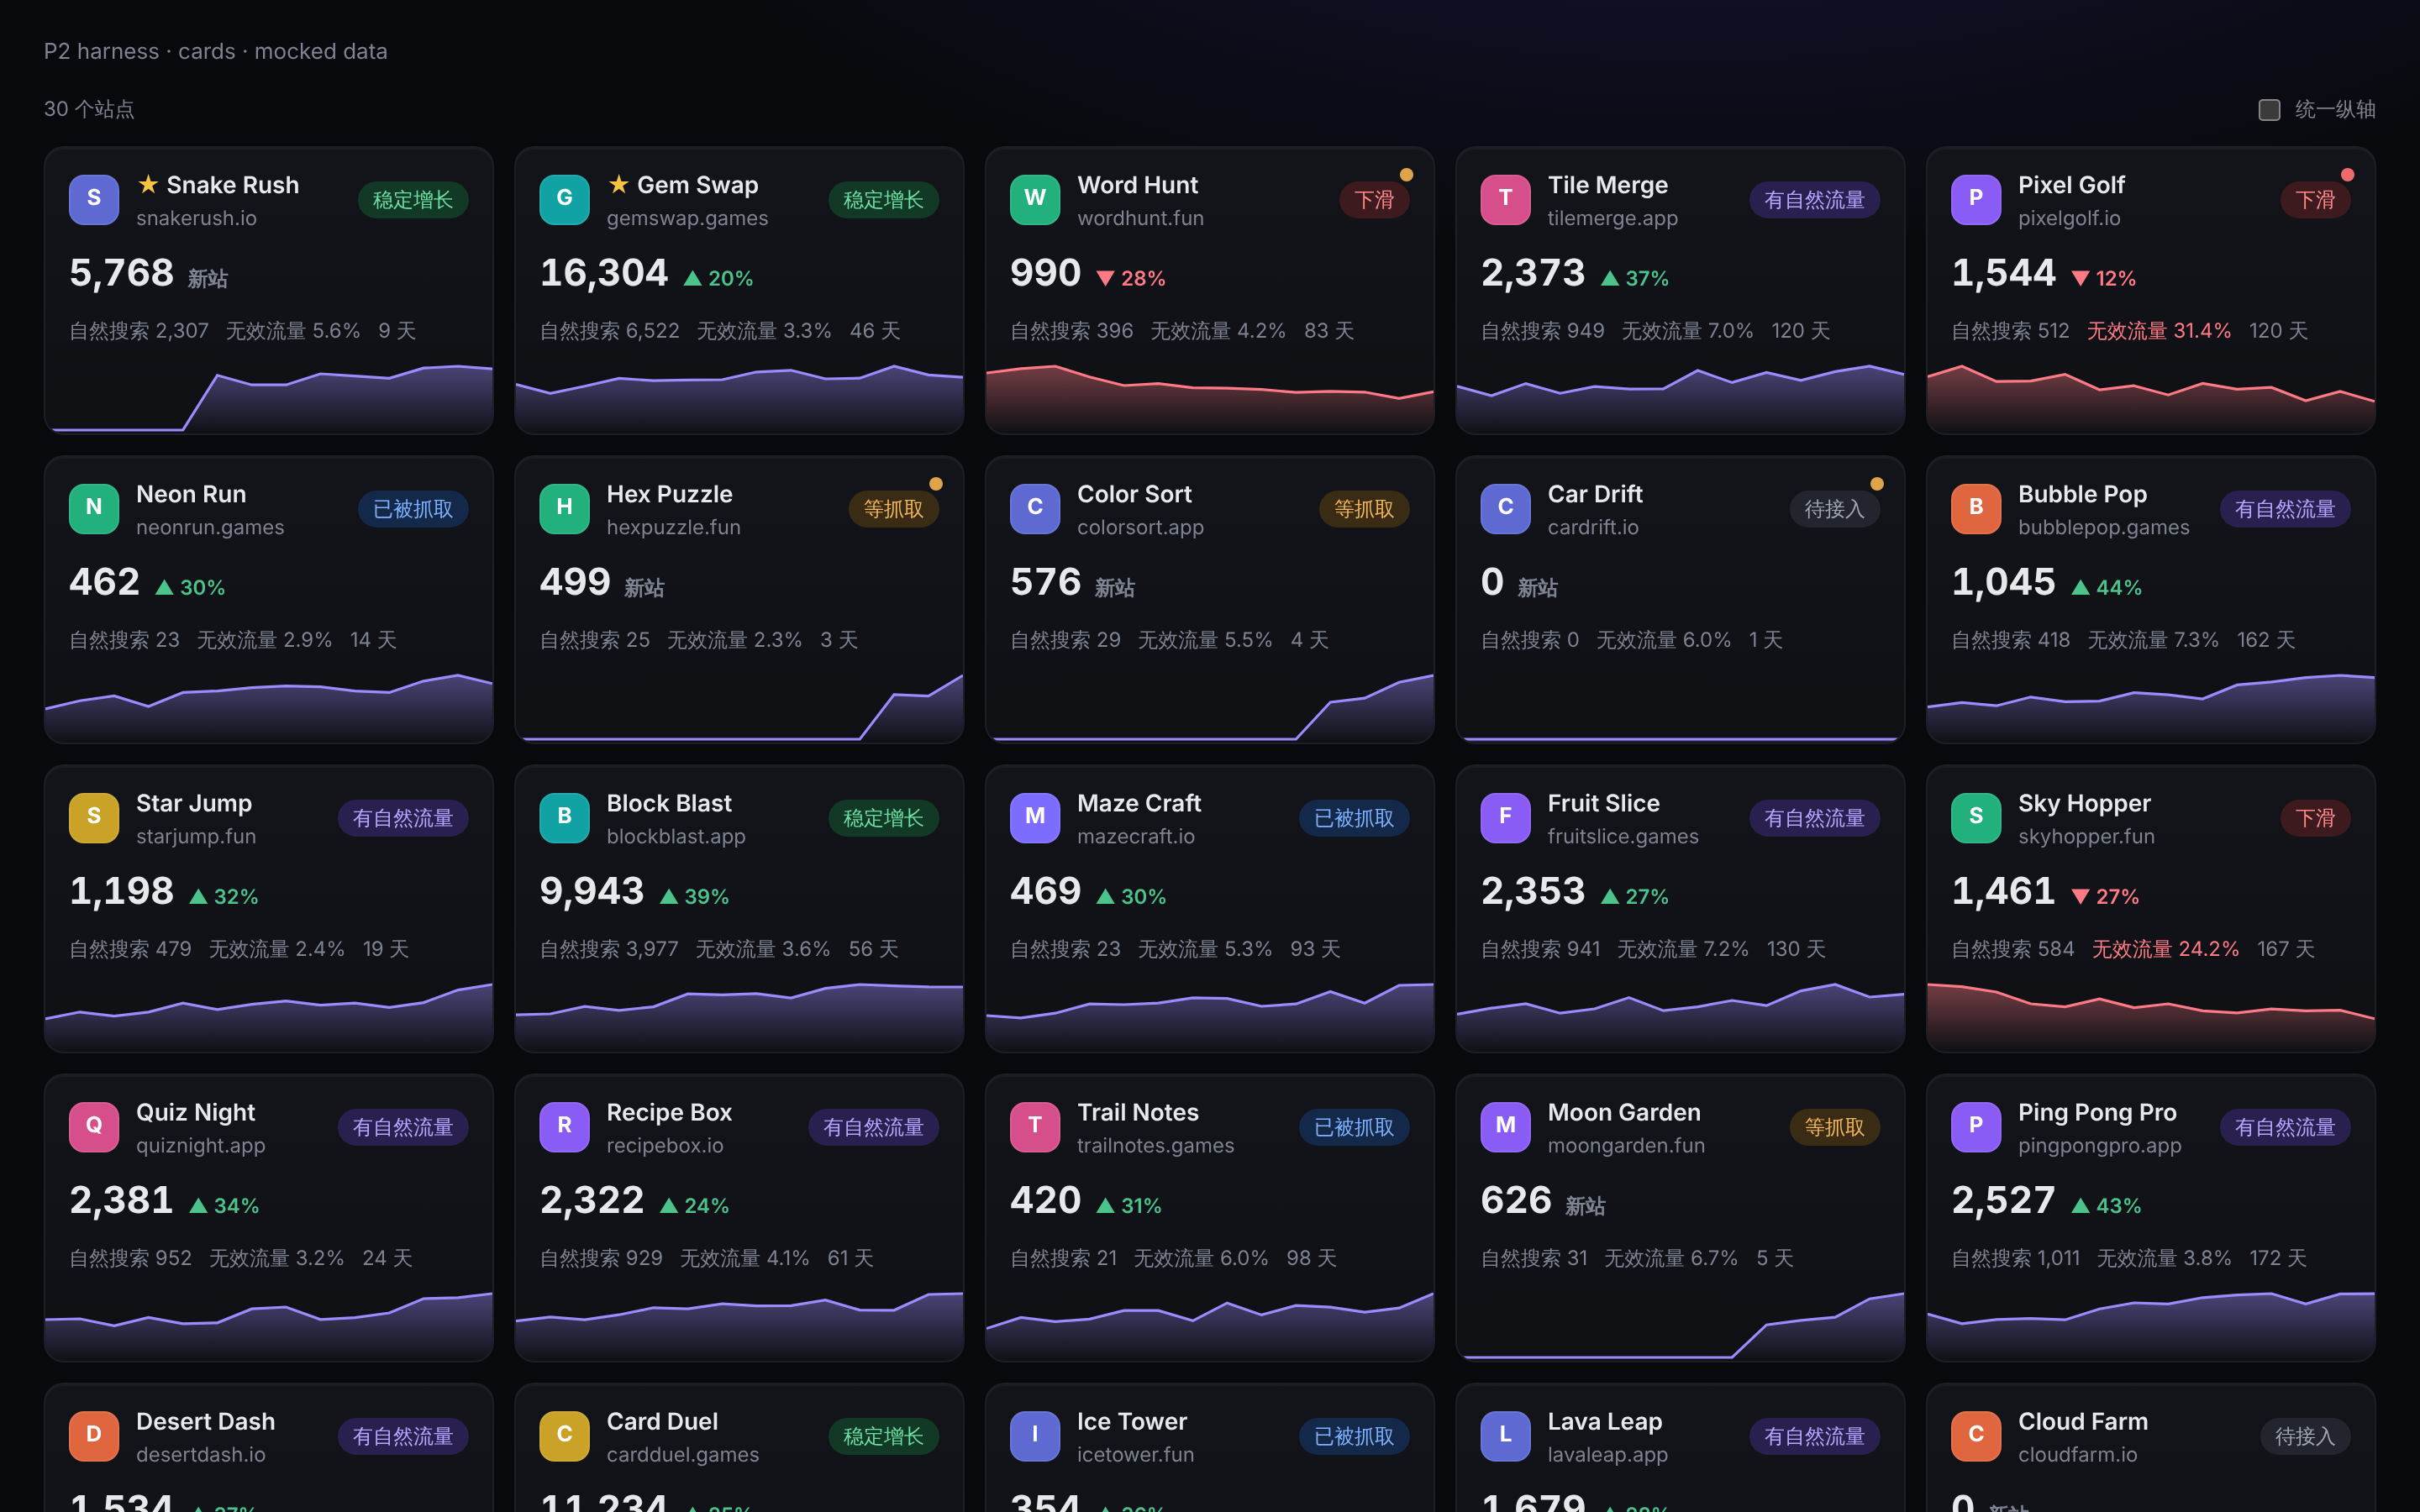 P2 harness · cards · mocked data
30 个站点
统一纵轴
S ★ Snake Rush 稳定增长
snakerush.io
5,768 新站
自然搜索 2,307 无效流量 5.6% 9 天
G ★ Gem Swap 稳定增长
gemswap.games
16,304 ▲ 20%
自然搜索 6,522 无效流量 3.3% 46 天
W Word Hunt 下滑
wordhunt.fun
990 ▼ 28%
自然搜索 396 无效流量 4.2% 83 天
T Tile Merge 有自然流量
tilemerge.app
2,373 ▲ 37%
自然搜索 949 无效流量 7.0% 120 天
P Pixel Golf 下滑
pixelgolf.io
1,544 ▼ 12%
自然搜索 512 无效流量 31.4% 120 天
N Neon Run 已被抓取
neonrun.games
462 ▲ 30%
自然搜索 23 无效流量 2.9% 14 天
H Hex Puzzle 等抓取
hexpuzzle.fun
499 新站
自然搜索 25 无效流量 2.3% 3 天
C Color Sort 等抓取
colorsort.app
576 新站
自然搜索 29 无效流量 5.5% 4 天
C Car Drift 待接入
cardrift.io
0 新站
自然搜索 0 无效流量 6.0% 1 天
B Bubble Pop 有自然流量
bubblepop.games
1,045 ▲ 44%
自然搜索 418 无效流量 7.3% 162 天
S Star Jump 有自然流量
starjump.fun
1,198 ▲ 32%
自然搜索 479 无效流量 2.4% 19 天
B Block Blast 稳定增长
blockblast.app
9,943 ▲ 39%
自然搜索 3,977 无效流量 3.6% 56 天
M Maze Craft 已被抓取
mazecraft.io
469 ▲ 30%
自然搜索 23 无效流量 5.3% 93 天
F Fruit Slice 有自然流量
fruitslice.games
2,353 ▲ 27%
自然搜索 941 无效流量 7.2% 130 天
S Sky Hopper 下滑
skyhopper.fun
1,461 ▼ 27%
自然搜索 584 无效流量 24.2% 167 天
Q Quiz Night 有自然流量
quiznight.app
2,381 ▲ 34%
自然搜索 952 无效流量 3.2% 24 天
R Recipe Box 有自然流量
recipebox.io
2,322 ▲ 24%
自然搜索 929 无效流量 4.1% 61 天
T Trail Notes 已被抓取
trailnotes.games
420 ▲ 31%
自然搜索 21 无效流量 6.0% 98 天
M Moon Garden 等抓取
moongarden.fun
626 新站
自然搜索 31 无效流量 6.7% 5 天
P Ping Pong Pro 有自然流量
pingpongpro.app
2,527 ▲ 43%
自然搜索 1,011 无效流量 3.8% 172 天
D Desert Dash 有自然流量
desertdash.io
1,534
C Card Duel 稳定增长
cardduel.games
11,234
I Ice Tower 已被抓取
icetower.fun
354
L Lava Leap 有自然流量
lavaleap.app
1,679
C Cloud Farm 待接入
cloudfarm.io
0 新站